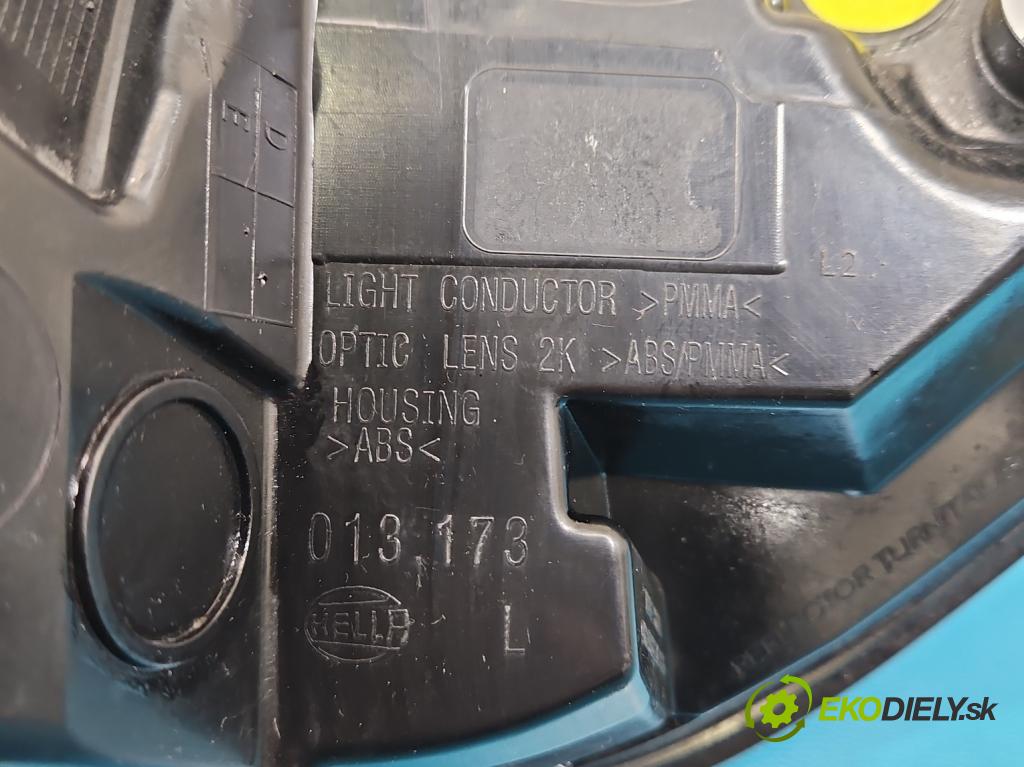 D
E
L2
LIGHT CONDUCTOR >PMMA<
OPTIC LENS 2K >ABS/PMMA<
HOUSING
>ABS<
013.173
HELLA
L
EKODIELY.sk